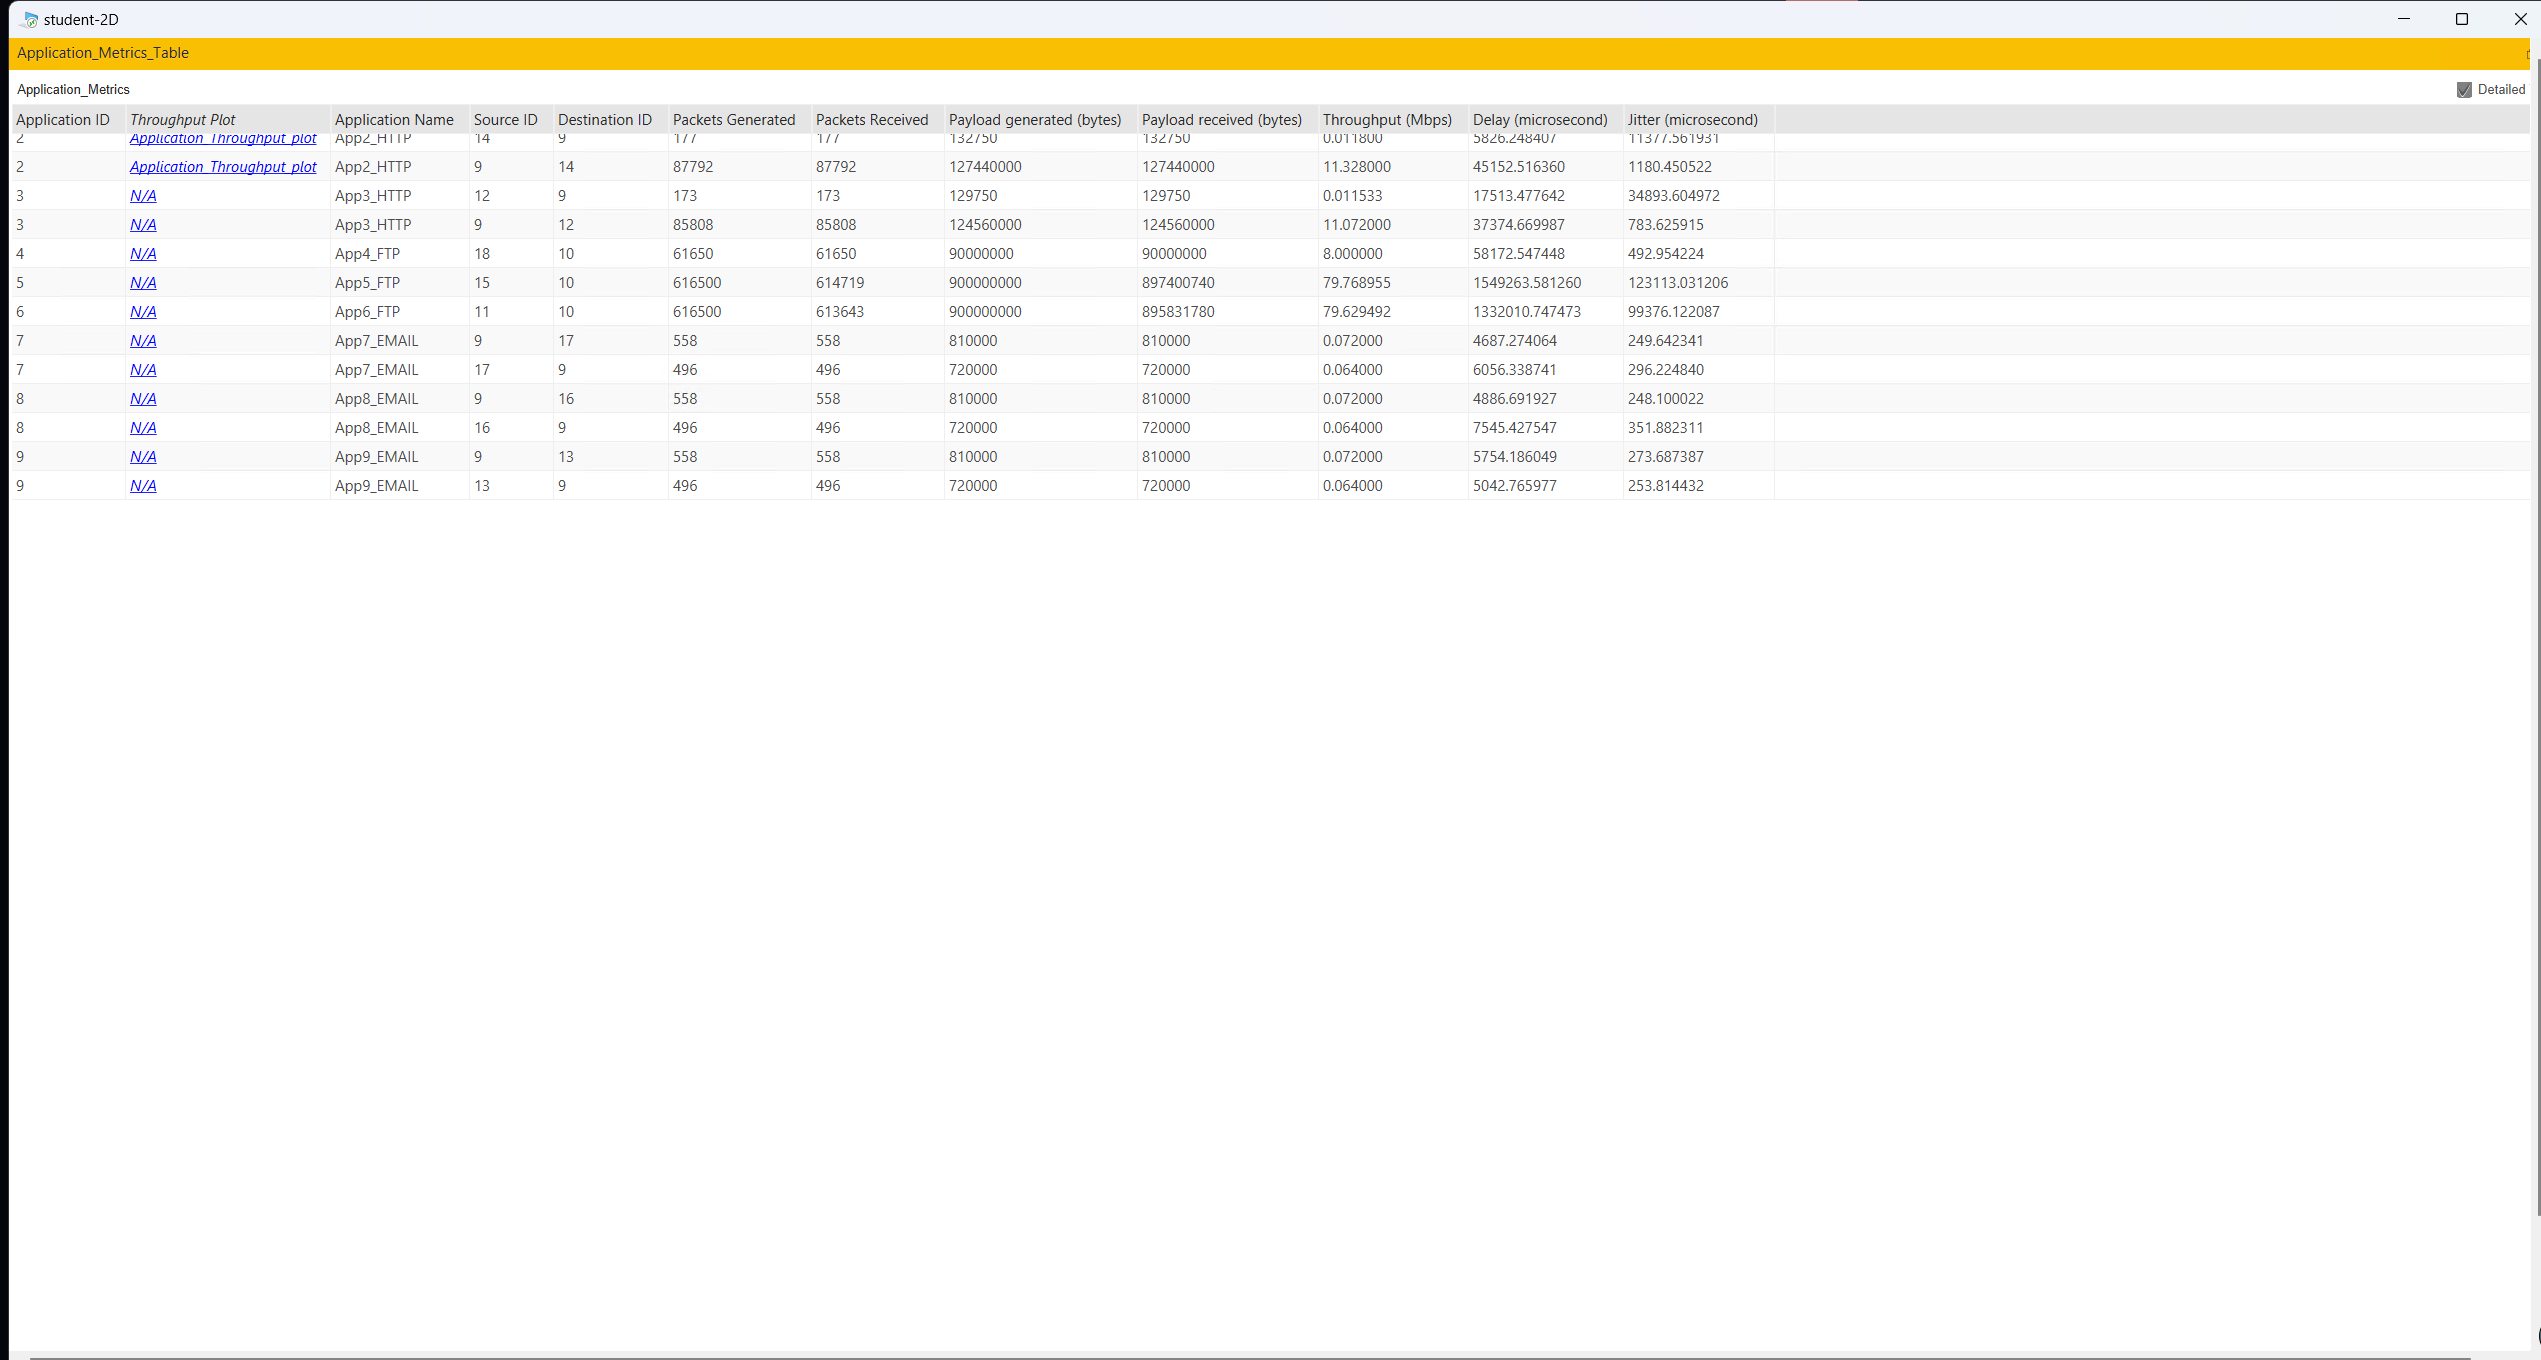 student-2D
Application_Metrics_Table
Application_Metrics Detailed
Application ID Throughput Plot Application Name Source ID Destination ID Packets Generated Packets Received Payload generated (bytes) Payload received (bytes) Throughput (Mbps) Delay (microsecond) Jitter (microsecond)
2 Application_Throughput_plot App2_HTTP 14 9 177 177 132750 132750 0.011800 5826.248407 11377.561931
2 Application_Throughput_plot App2_HTTP 9 14 87792 87792 127440000 127440000 11.328000 45152.516360 1180.450522
3 N/A App3_HTTP 12 9 173 173 129750 129750 0.011533 17513.477642 34893.604972
3 N/A App3_HTTP 9 12 85808 85808 124560000 124560000 11.072000 37374.669987 783.625915
4 N/A App4_FTP 18 10 61650 61650 90000000 90000000 8.000000 58172.547448 492.954224
5 N/A App5_FTP 15 10 616500 614719 900000000 897400740 79.768955 1549263.581260 123113.031206
6 N/A App6_FTP 11 10 616500 613643 900000000 895831780 79.629492 1332010.747473 99376.122087
7 N/A App7_EMAIL 9 17 558 558 810000 810000 0.072000 4687.274064 249.642341
7 N/A App7_EMAIL 17 9 496 496 720000 720000 0.064000 6056.338741 296.224840
8 N/A App8_EMAIL 9 16 558 558 810000 810000 0.072000 4886.691927 248.100022
8 N/A App8_EMAIL 16 9 496 496 720000 720000 0.064000 7545.427547 351.882311
9 N/A App9_EMAIL 9 13 558 558 810000 810000 0.072000 5754.186049 273.687387
9 N/A App9_EMAIL 13 9 496 496 720000 720000 0.064000 5042.765977 253.814432